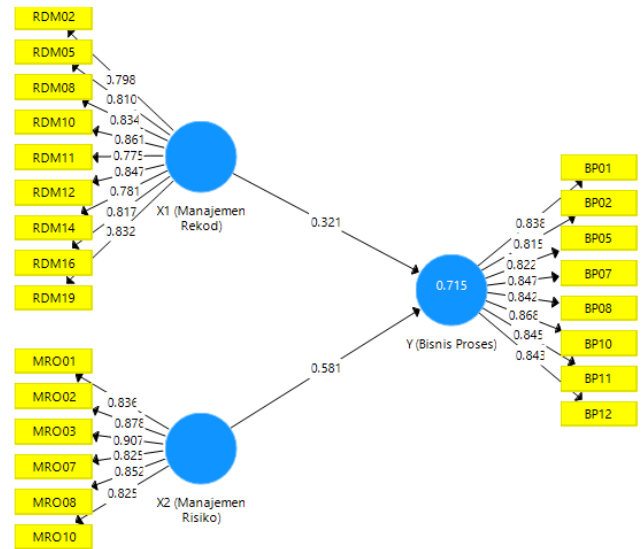 RDM02
RDM05
RDM08
RDM10
RDM11
RDM12
RDM14
RDM16
RDM19
0.798
0.810
0.834
0.861
0.775
0.847
0.781
0.817
0.832
X1 (Manajemen
Rekod)
0.321
MRO01
MRO02
MRO03
MRO07
MRO08
MRO10
0.836
0.878
0.907
0.825
0.852
0.825
X2 (Manajemen
Risiko)
0.581
0.715
Y (Bisnis Proses)
0.838
0.815
0.822
0.847
0.842
0.868
0.845
0.843
BP01
BP02
BP05
BP07
BP08
BP10
BP11
BP12